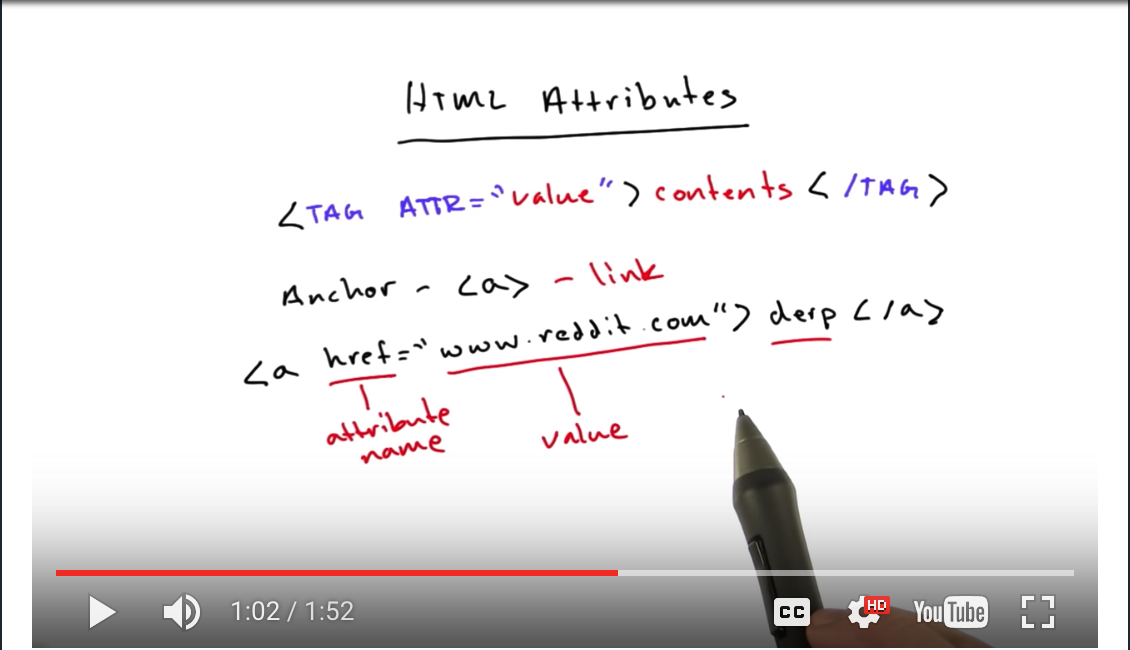 HTML Attributes
<TAG ATTR="value"> contents </TAG>
Anchor - <a> - link
<a href="www.reddit.com"> derp </a>
attribute
name
value
1:02 / 1:52
CC
HD
YouTube